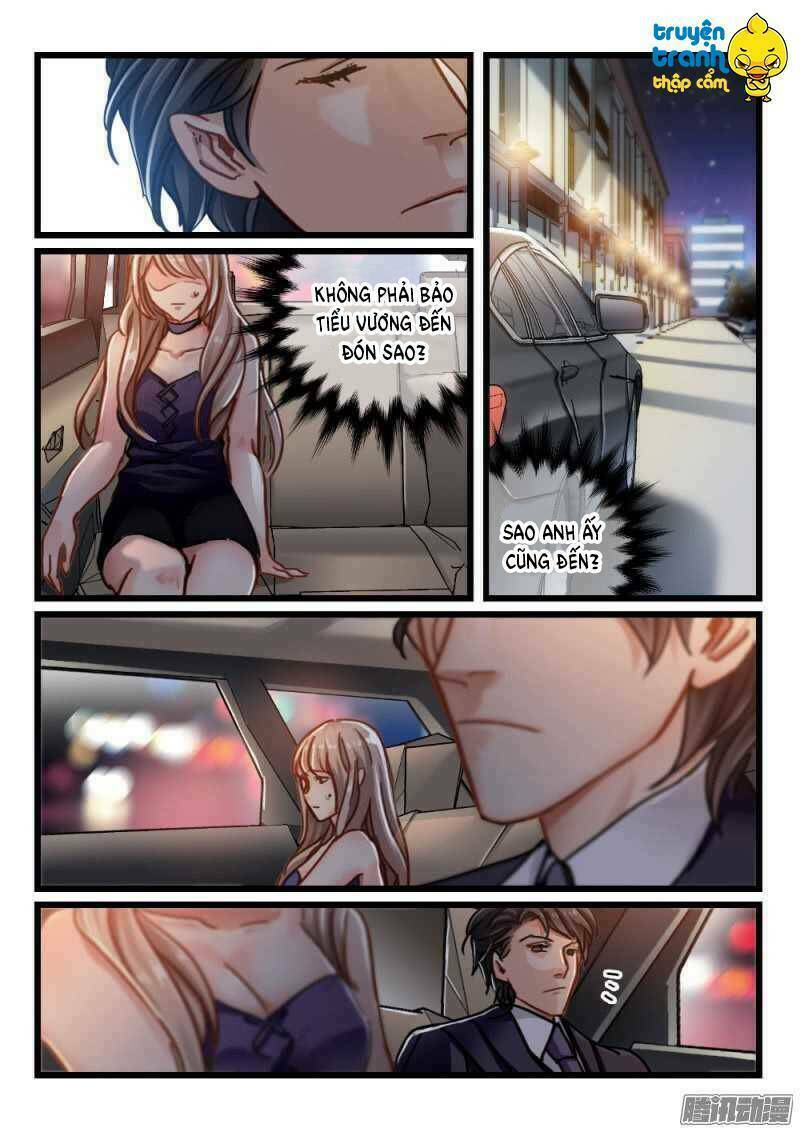 truyện
tranh
thập cẩm
KHÔNG PHẢI BẢO
TIỂU VƯƠNG ĐẾN
ĐÓN SAO?
SAO ANH ẤY
CŨNG ĐẾN?
腾讯动漫